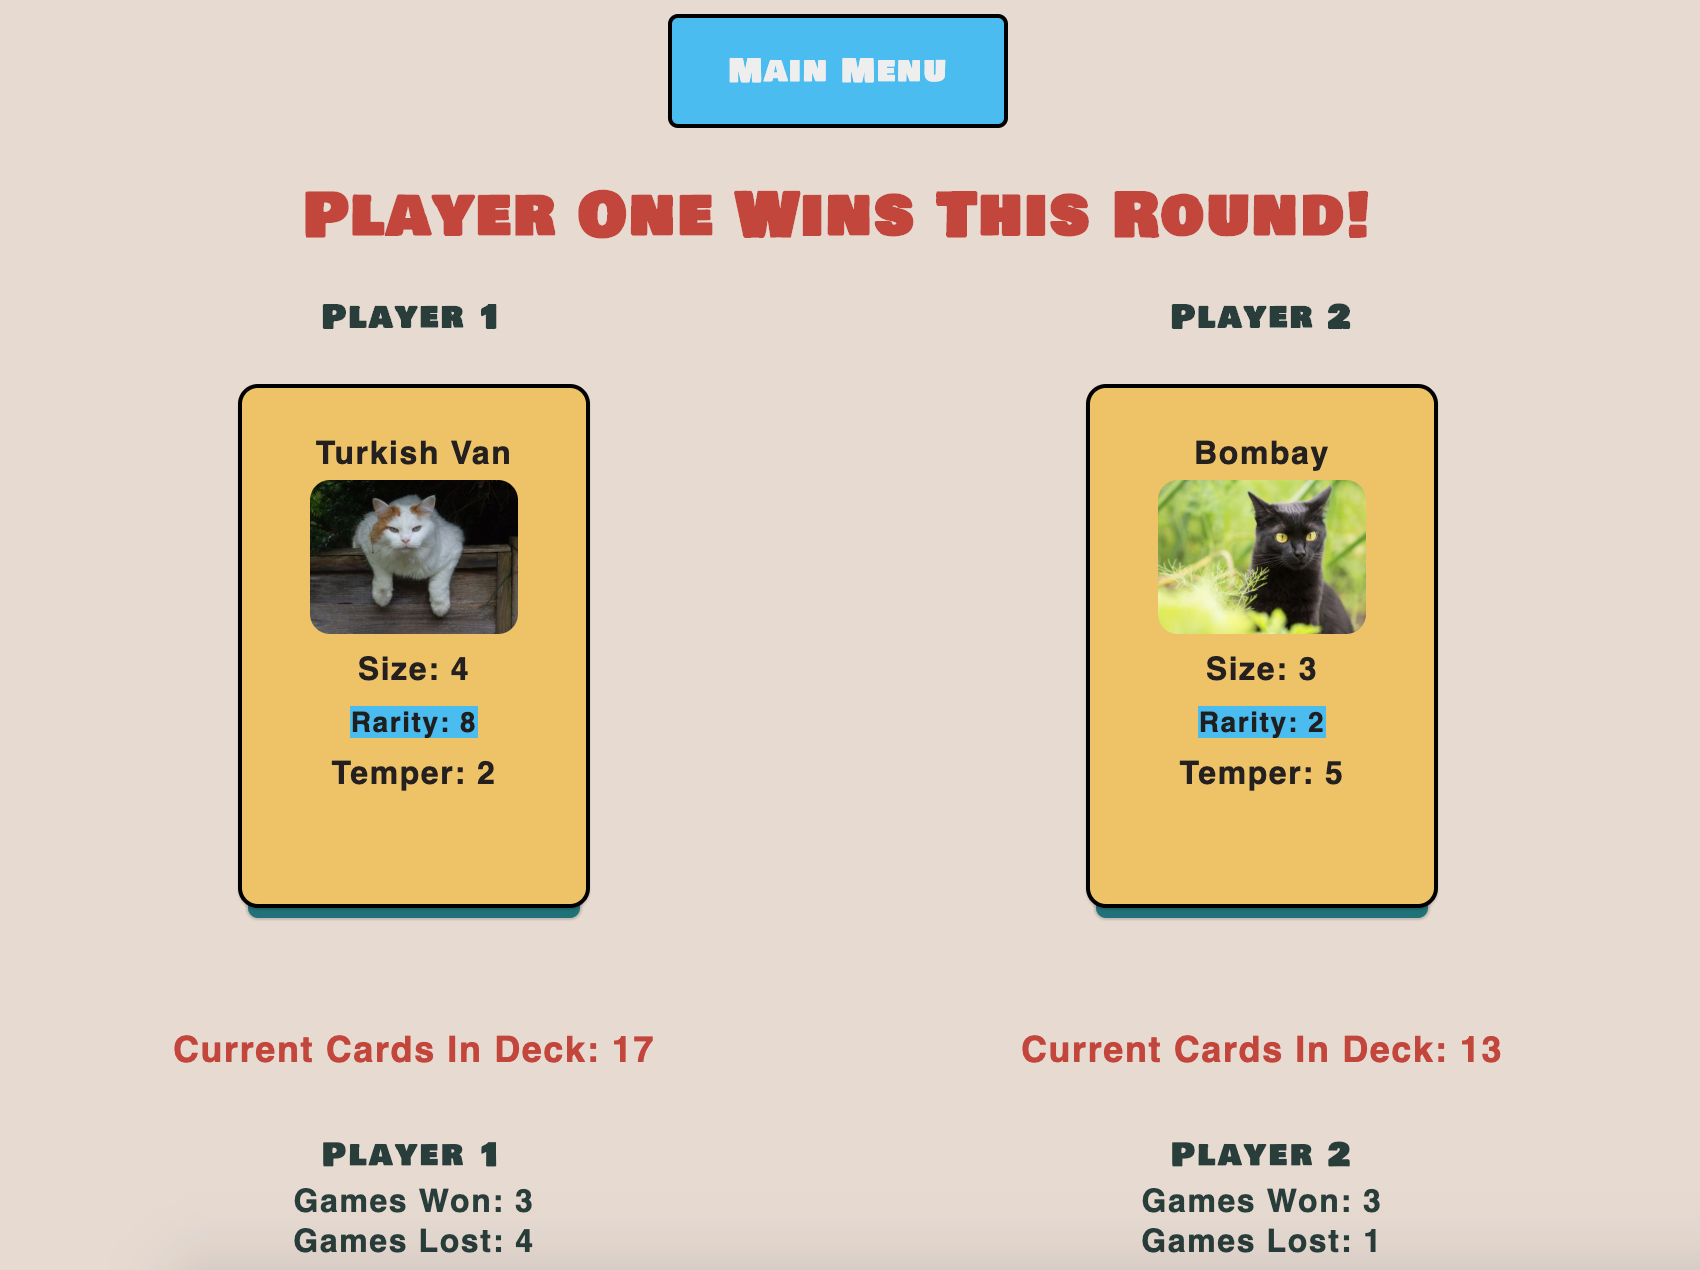 Main Menu
Player One Wins This Round!
Player 1
Turkish Van
Size: 4
Rarity: 8
Temper: 2
Current Cards In Deck: 17
Player 1
Games Won: 3
Games Lost: 4
Player 2
Bombay
Size: 3
Rarity: 2
Temper: 5
Current Cards In Deck: 13
Player 2
Games Won: 3
Games Lost: 1